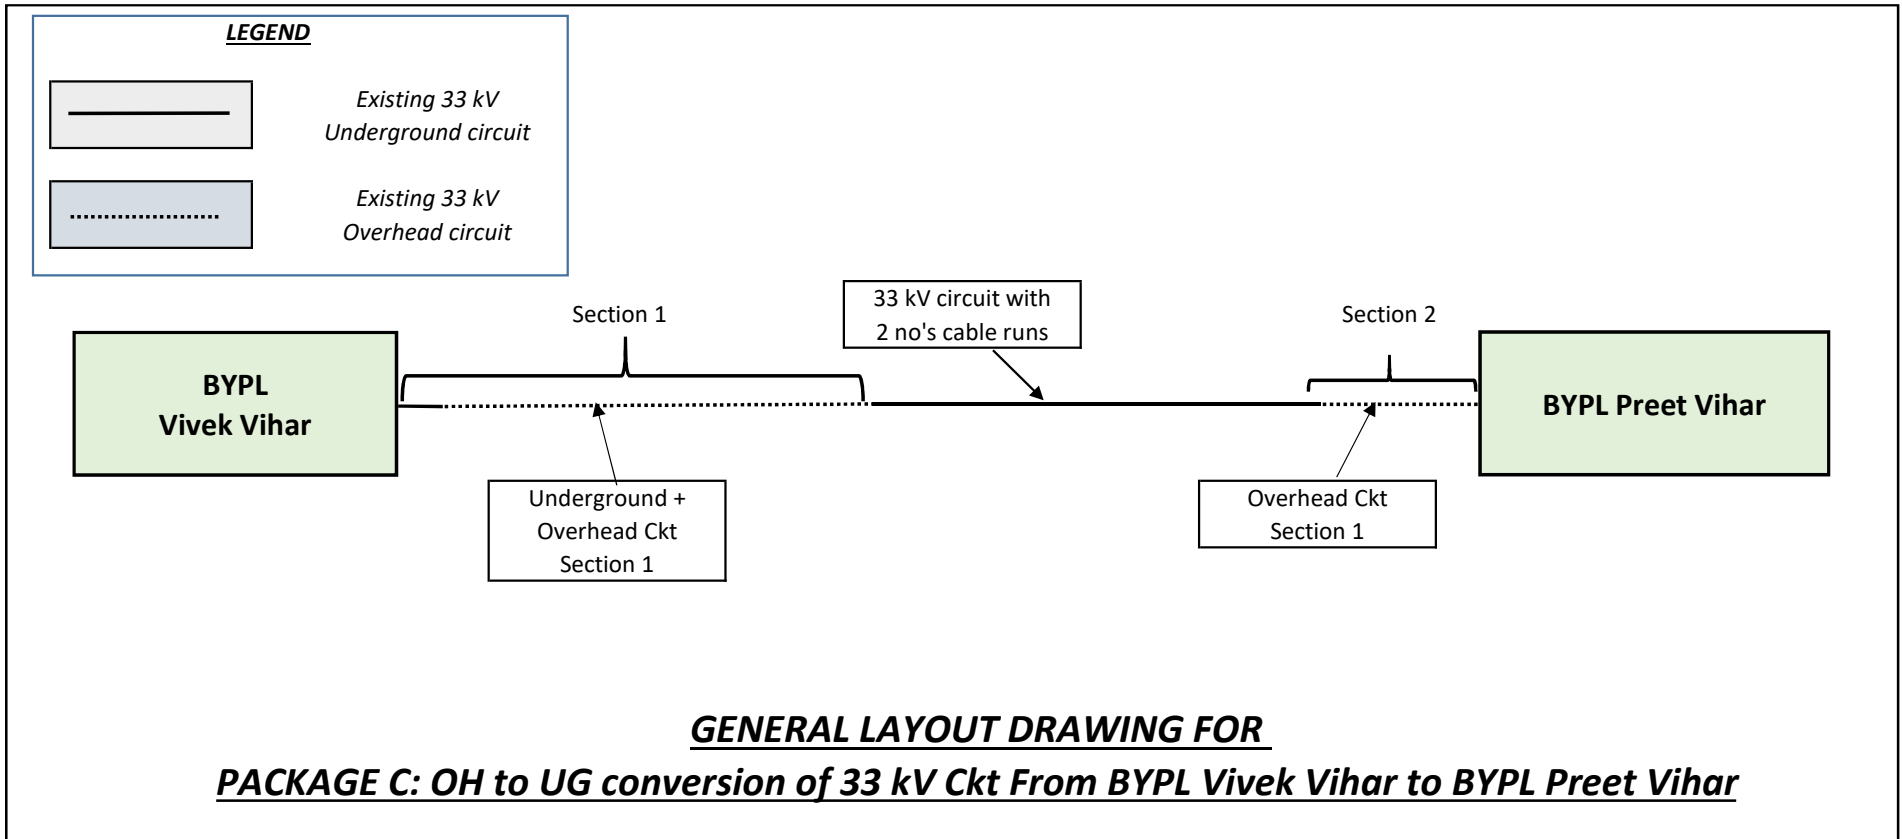 LEGEND
Existing 33 kV
Underground circuit
Existing 33 kV
Overhead circuit
Section 1
33 kV circuit with
2 no's cable runs
Section 2
BYPL
Vivek Vihar
BYPL Preet Vihar
Underground +
Overhead Ckt
Section 1
Overhead Ckt
Section 1
GENERAL LAYOUT DRAWING FOR
PACKAGE C: OH to UG conversion of 33 kV Ckt From BYPL Vivek Vihar to BYPL Preet Vihar